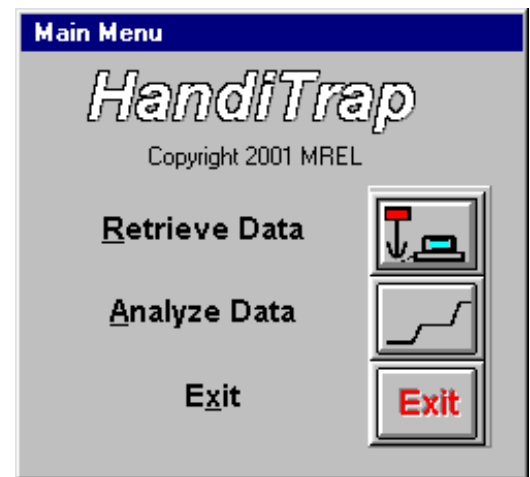 Main Menu
HandiTrap
Copyright 2001 MREL
Retrieve Data
Analyze Data
Exit Exit